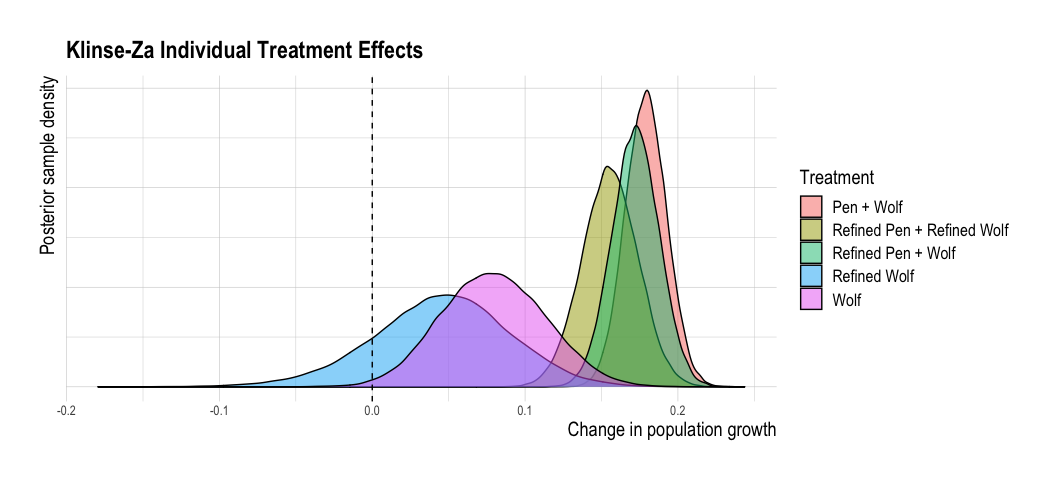 Klinse-Za Individual Treatment Effects
Posterior sample density
Treatment
Pen + Wolf
Refined Pen + Refined Wolf
Refined Pen + Wolf
Refined Wolf
Wolf
-0.2
-0.1
0.0
0.1
0.2
Change in population growth